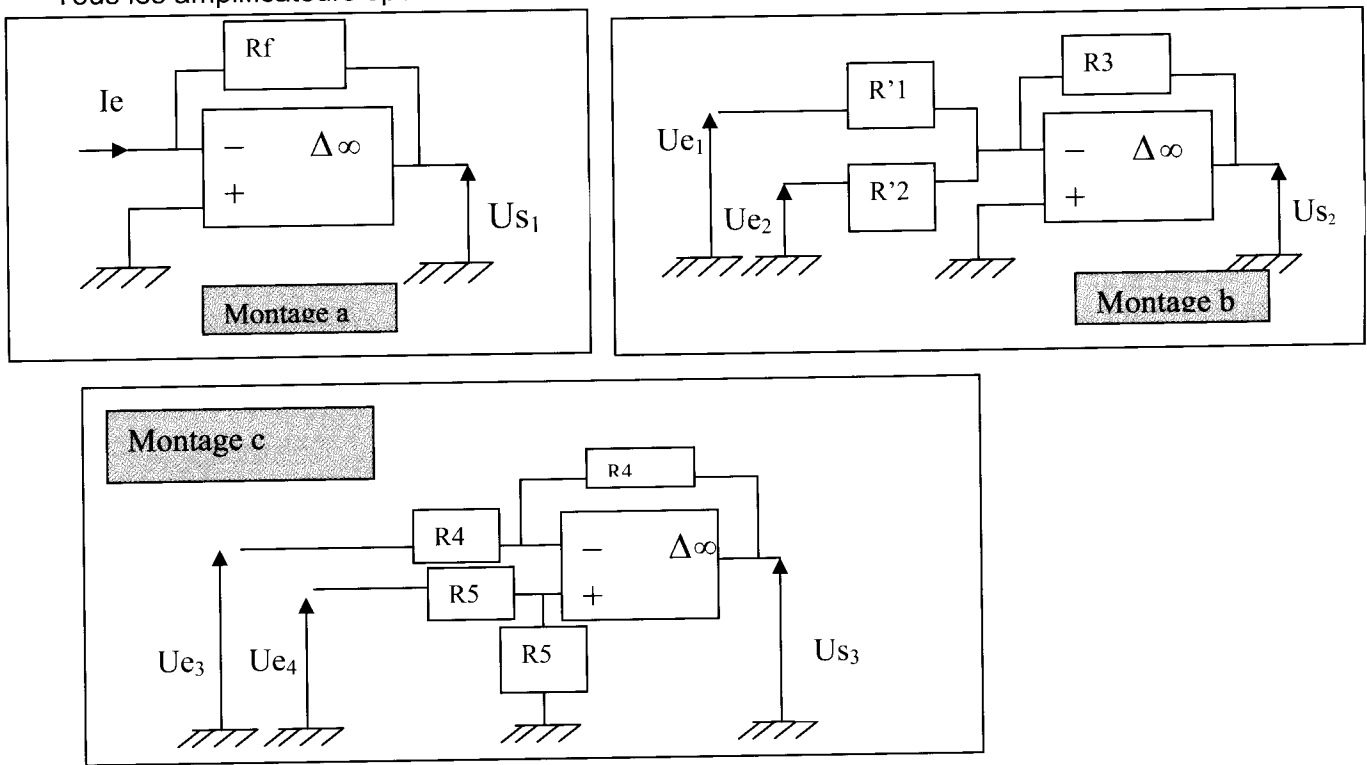 Tous les amplificateurs
Rf
Ie
−
Δ∞
+
Us₁
Montage a
R'1
R3
Ue₁
R'2
Ue₂
−
Δ∞
+
Us₂
Montage b
Montage c
R4
R4
−
Δ∞
R5
+
Ue₃
Ue₄
R5
Us₃